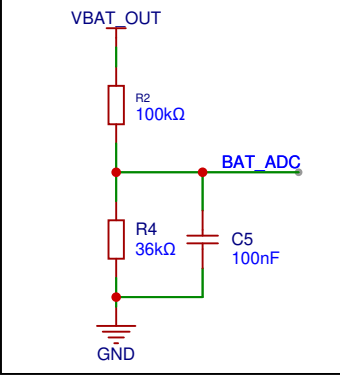 VBAT_OUT
R2
100kΩ
BAT_ADC
R4
36kΩ
C5
100nF
GND